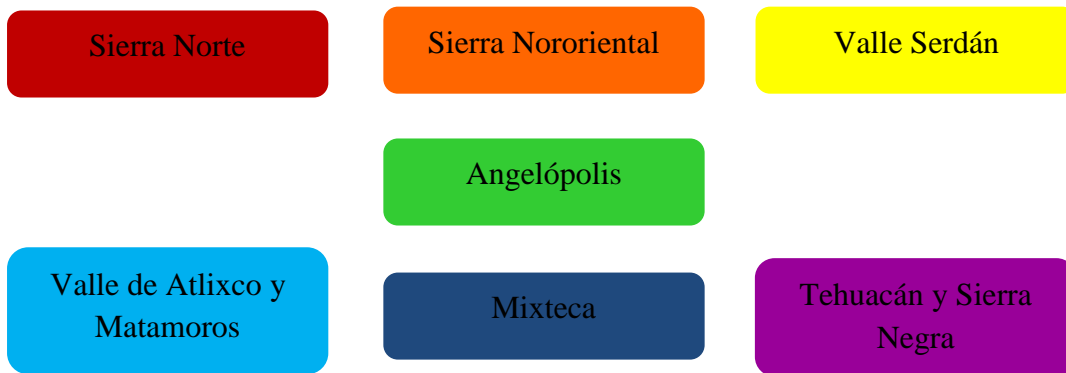 Sierra Norte
Sierra Nororiental
Valle Serdán
Angelópolis
Valle de Atlixco y
Matamoros
Mixteca
Tehuacán y Sierra
Negra